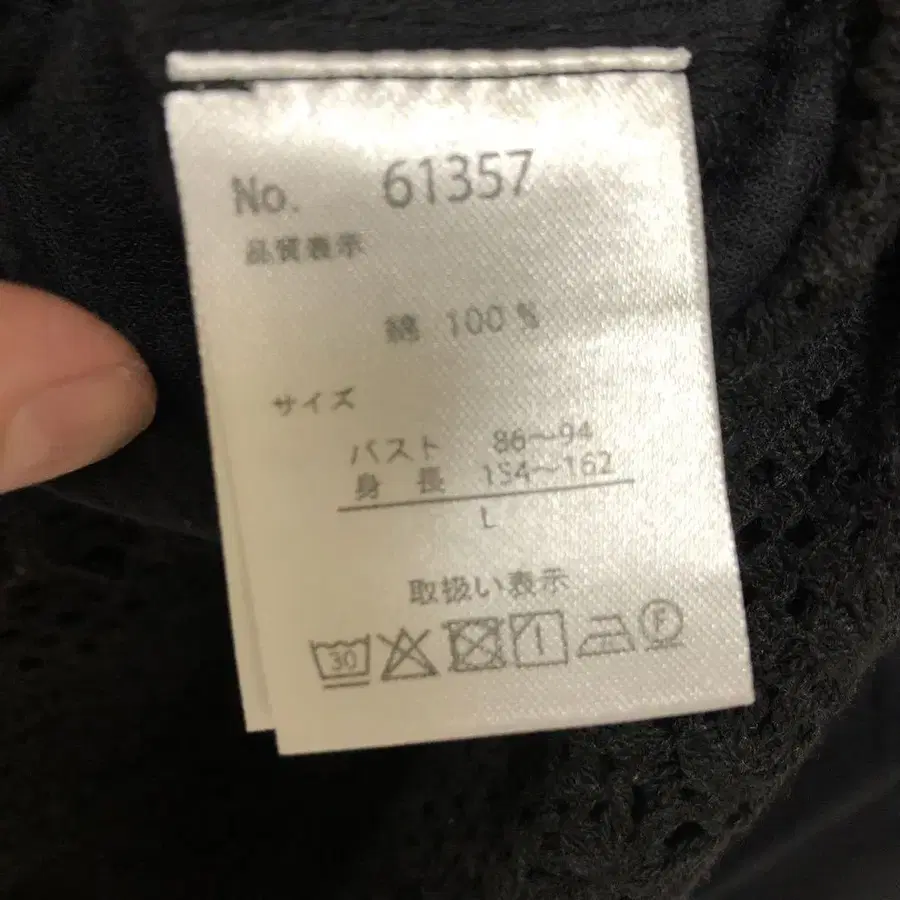 No. 61357
品質表示
綿 100%
サイズ
バスト 86～94
身 長 154～162
L
取扱い表示
30 F